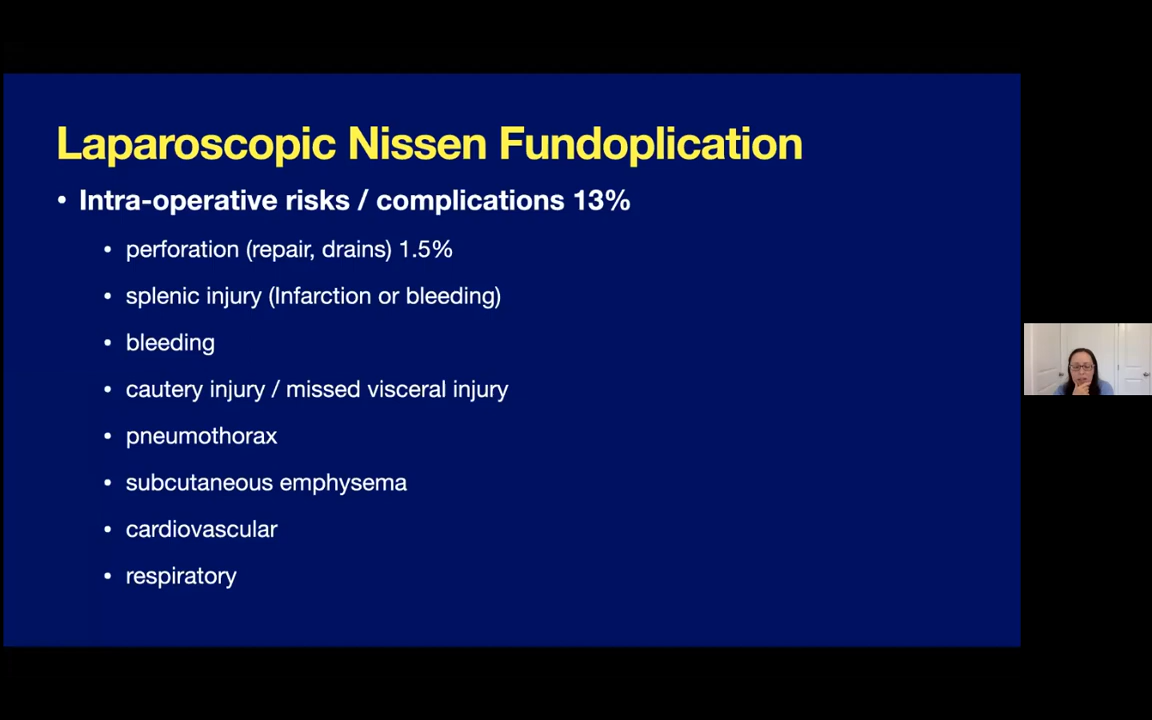 Laparoscopic Nissen Fundoplication
• Intra-operative risks / complications 13%
• perforation (repair, drains) 1.5%
• splenic injury (Infarction or bleeding)
• bleeding
• cautery injury / missed visceral injury
• pneumothorax
• subcutaneous emphysema
• cardiovascular
• respiratory